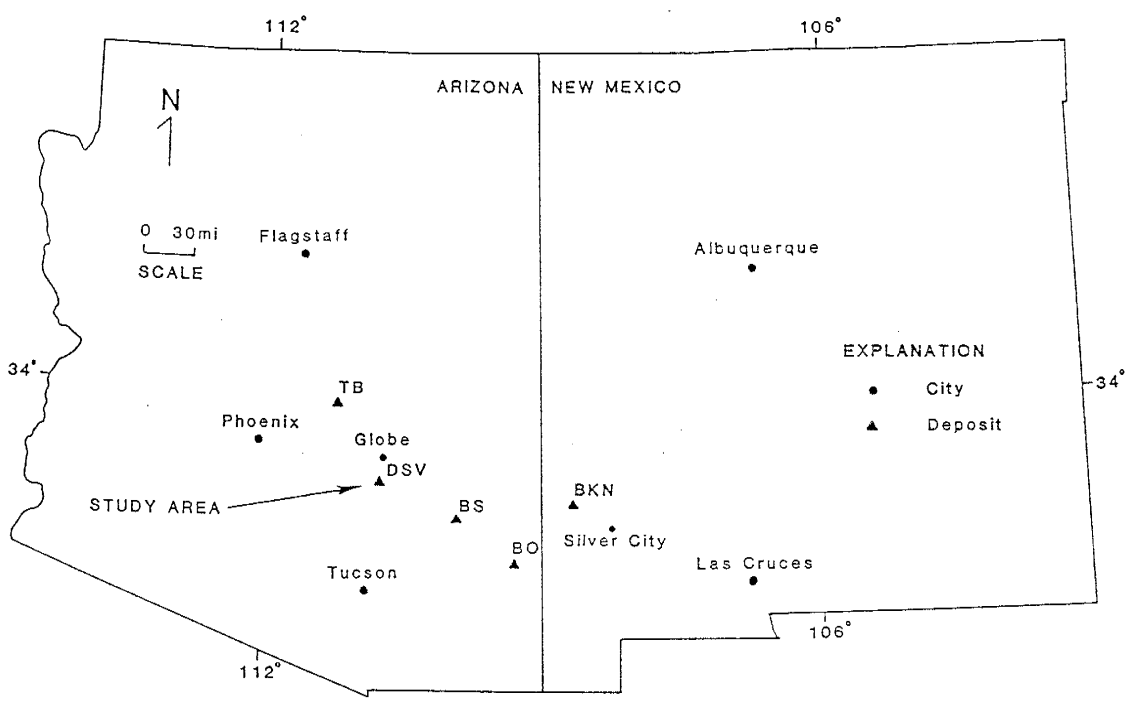 112°
106°
ARIZONA
NEW MEXICO
N
0 30mi
SCALE
Flagstaff
Albuquerque
34°
EXPLANATION
City
Deposit
34°
TB
Phoenix
Globe
DSV
STUDY AREA
BS
BKN
Silver City
BO
Tucson
Las Cruces
112°
106°